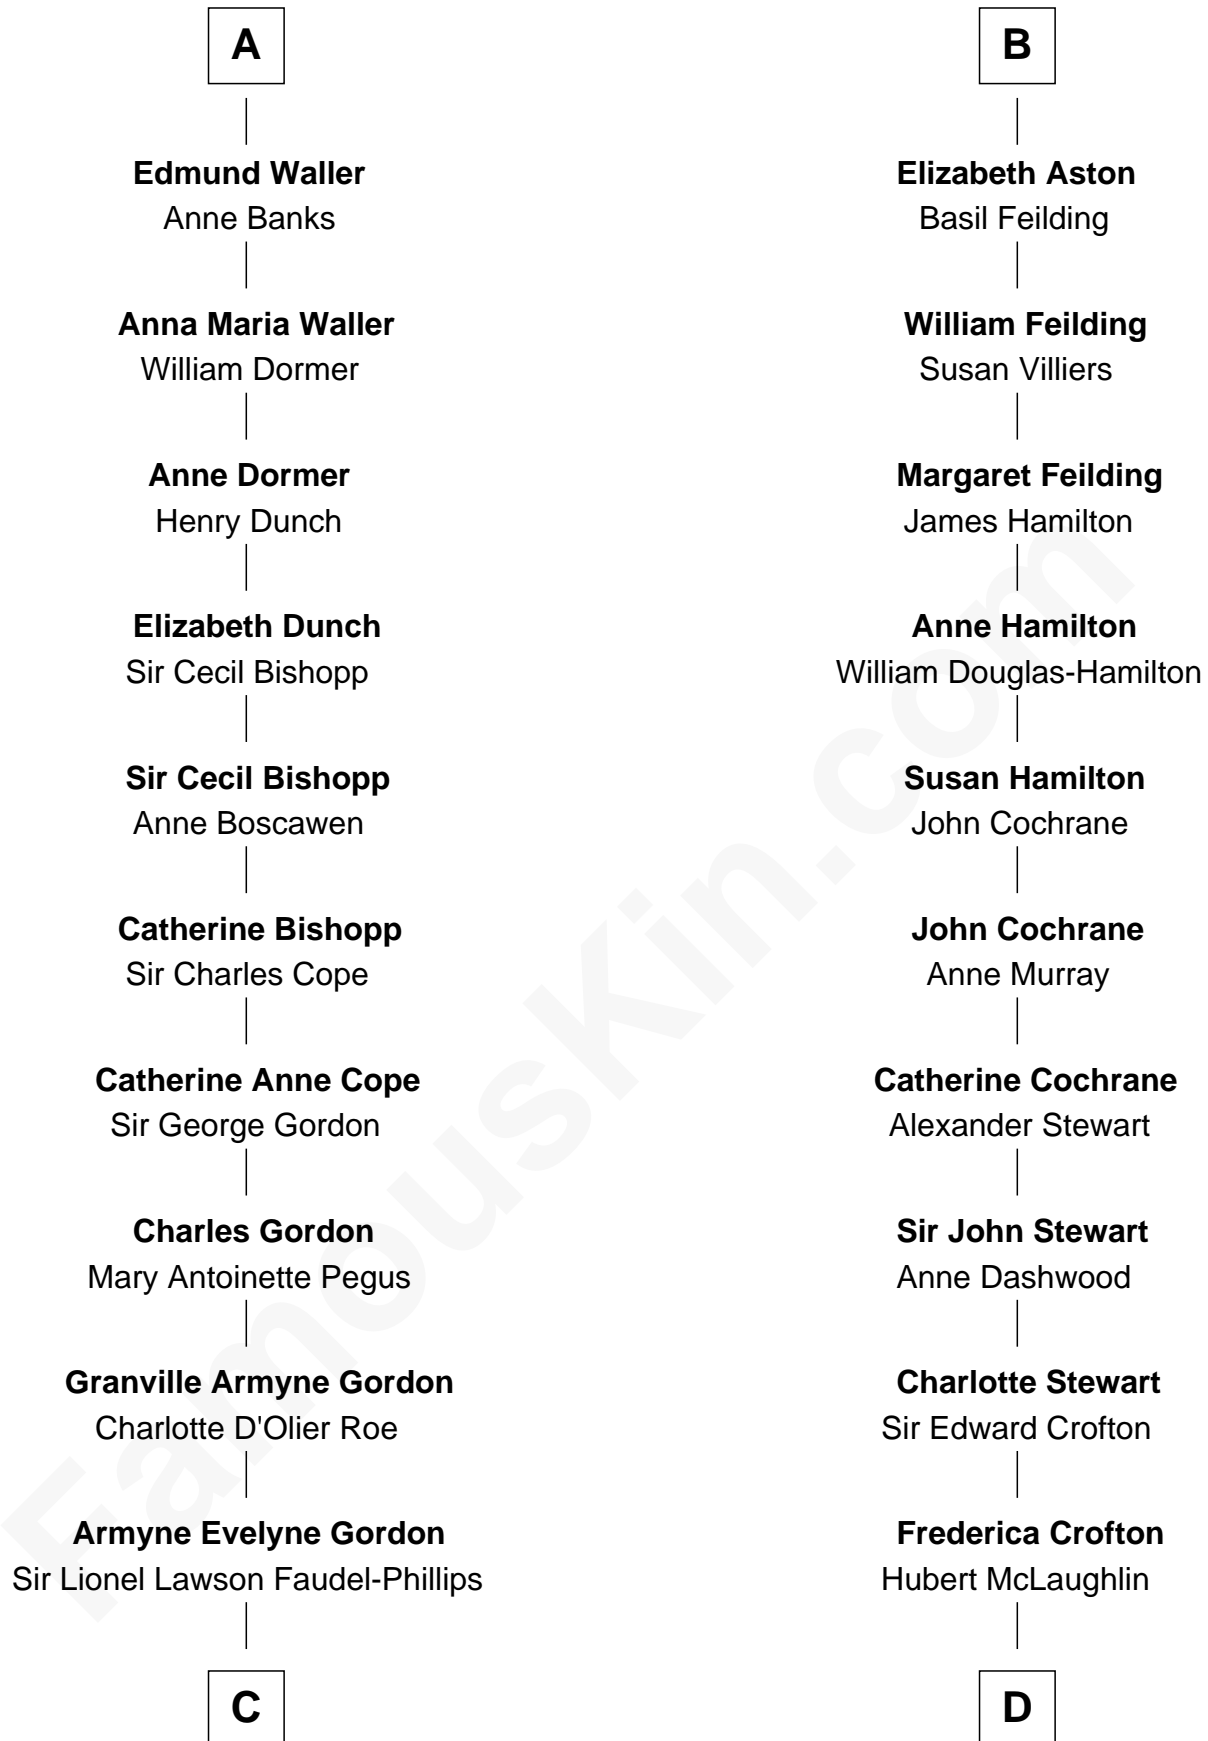 A
Edmund Waller
Anne Banks
Anna Maria Waller
William Dormer
Anne Dormer
Henry Dunch
Elizabeth Dunch
Sir Cecil Bishopp
Sir Cecil Bishopp
Anne Boscawen
Catherine Bishopp
Sir Charles Cope
Catherine Anne Cope
Sir George Gordon
Charles Gordon
Mary Antoinette Pegus
Granville Armyne Gordon
Charlotte D'Olier Roe
Armyne Evelyne Gordon
Sir Lionel Lawson Faudel-Phillips
C
B
Elizabeth Aston
Basil Feilding
William Feilding
Susan Villiers
Margaret Feilding
James Hamilton
Anne Hamilton
William Douglas-Hamilton
Susan Hamilton
John Cochrane
John Cochrane
Anne Murray
Catherine Cochrane
Alexander Stewart
Sir John Stewart
Anne Dashwood
Charlotte Stewart
Sir Edward Crofton
Frederica Crofton
Hubert McLaughlin
D
FamousKin.com